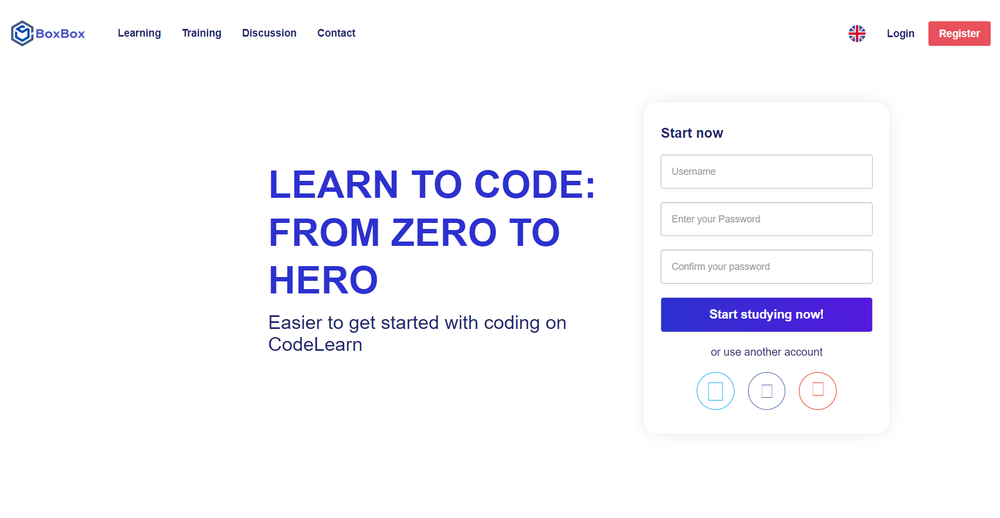 BoxBox
Learning
Training
Discussion
Contact
Login
Register
LEARN TO CODE:
FROM ZERO TO
HERO
Easier to get started with coding on
CodeLearn
Start now
Username
Enter your Password
Confirm your password
Start studying now!
or use another account